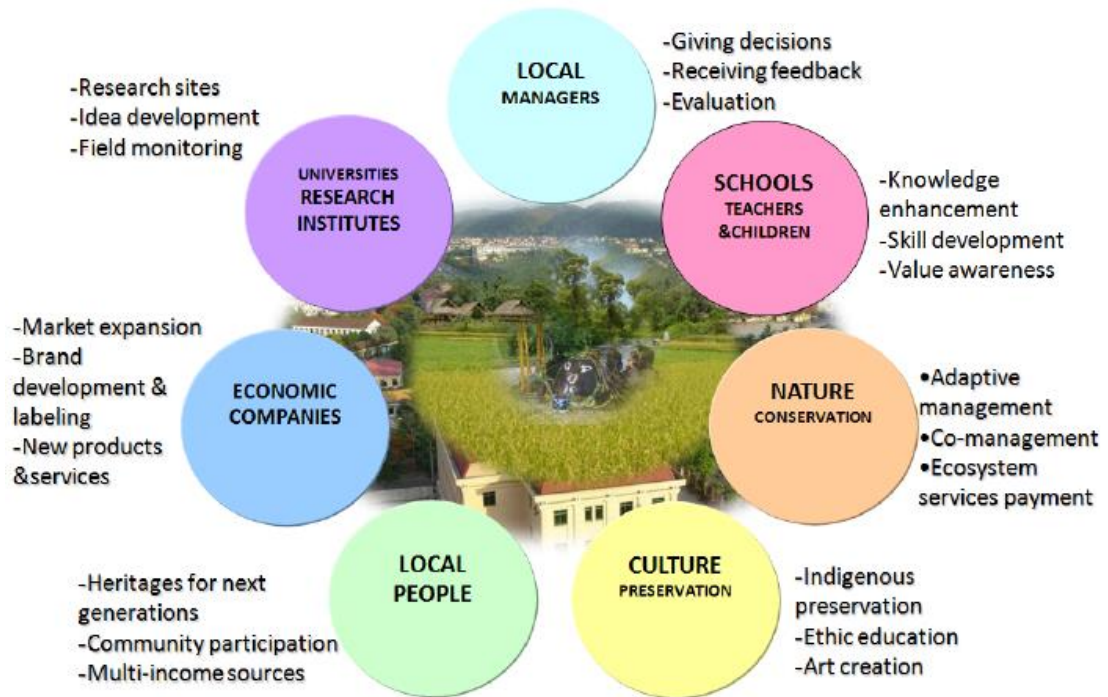 LOCAL
MANAGERS
-Giving decisions
-Receiving feedback
-Evaluation
SCHOOLS
TEACHERS
&CHILDREN
-Knowledge
enhancement
-Skill development
-Value awareness
NATURE
CONSERVATION
•Adaptive
management
•Co-management
•Ecosystem
services payment
CULTURE
PRESERVATION
-Indigenous
preservation
-Ethic education
-Art creation
LOCAL
PEOPLE
-Heritages for next
generations
-Community participation
-Multi-income sources
ECONOMIC
COMPANIES
-Market expansion
-Brand
development &
labeling
-New products
&services
UNIVERSITIES
RESEARCH
INSTITUTES
-Research sites
-Idea development
-Field monitoring